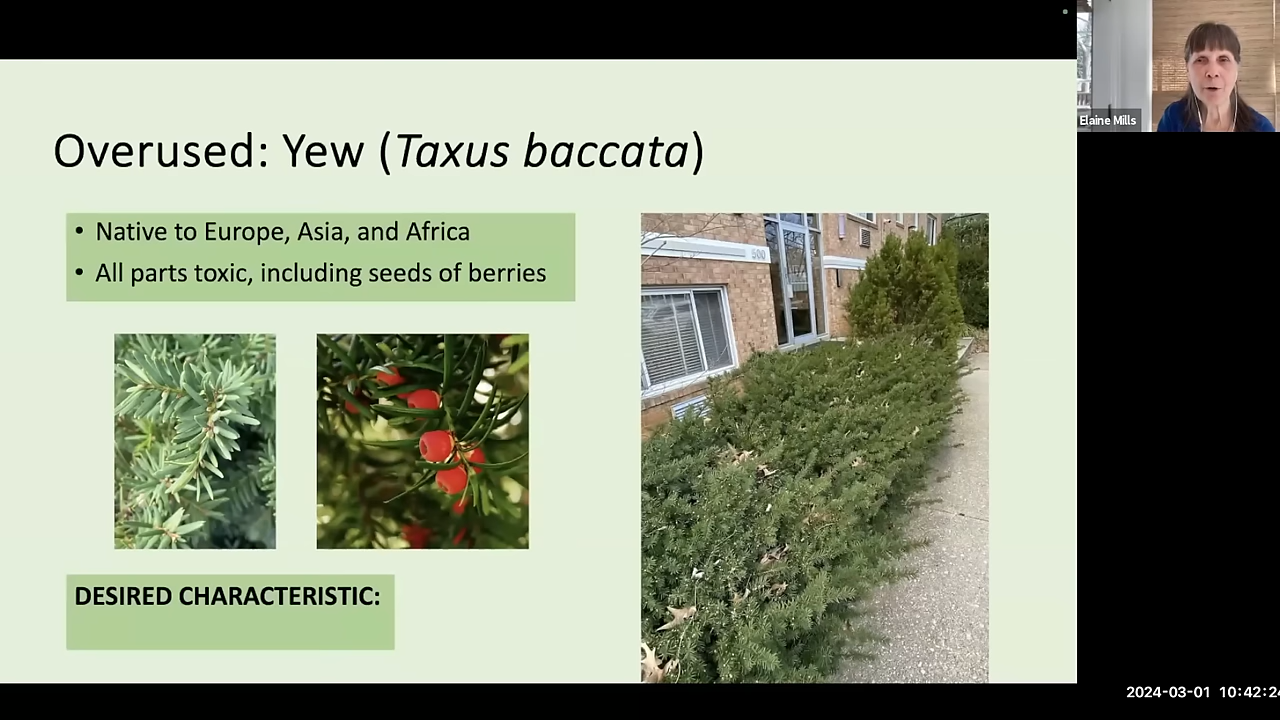 Elaine Mills
Overused: Yew (Taxus baccata)
• Native to Europe, Asia, and Africa
• All parts toxic, including seeds of berries
500
DESIRED CHARACTERISTIC:
2024-03-01 10:42:24